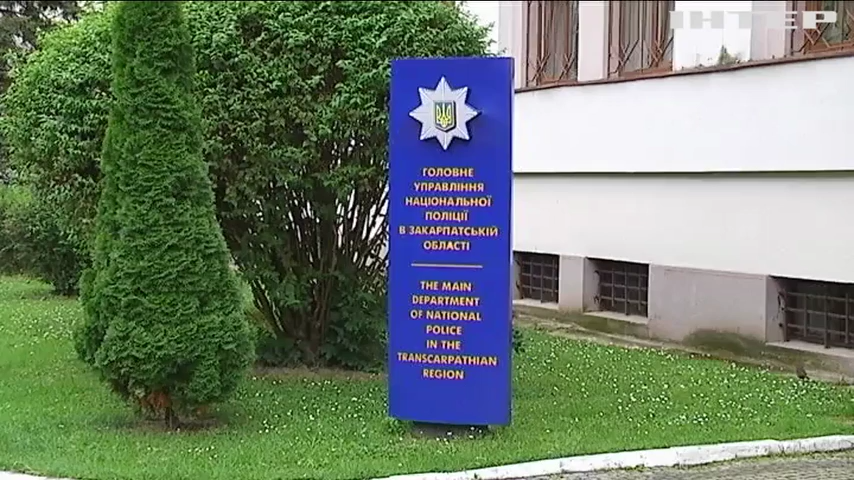 ІНТЕР
ГОЛОВНЕ
УПРАВЛІННЯ
НАЦІОНАЛЬНОЇ
ПОЛІЦІЇ
В ЗАКАРПАТСЬКІЙ
ОБЛАСТІ
THE MAIN
DEPARTMENT
OF NATIONAL
POLICE
IN THE
TRANSCARPATHIAN
REGION